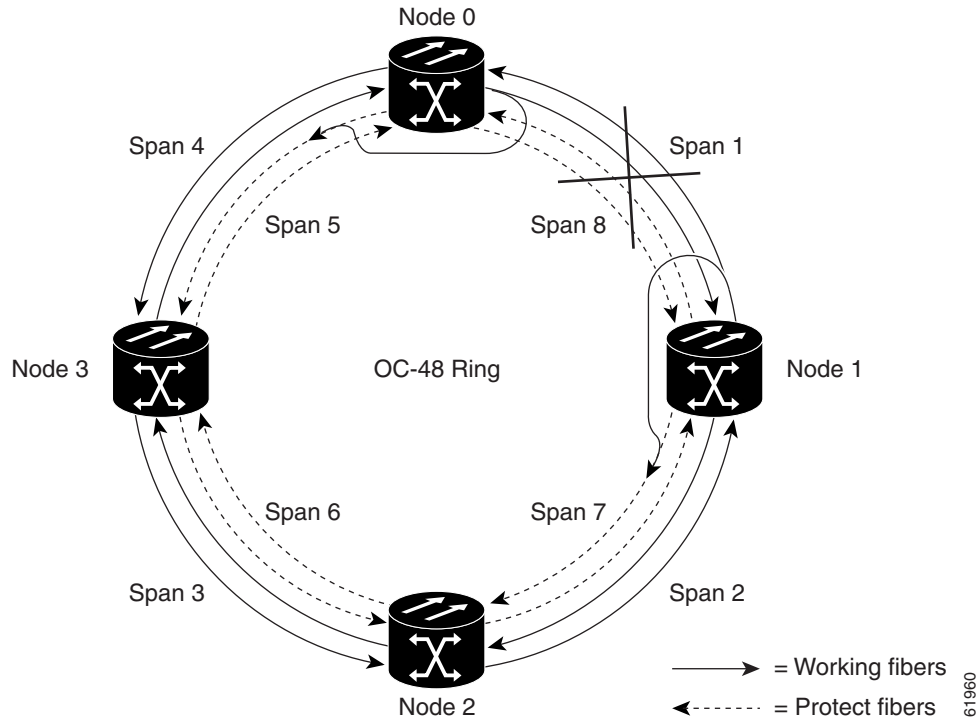 Node 0
Span 4
Span 1
Span 5
Span 8
Node 3
OC-48 Ring
Node 1
Span 6
Span 7
Span 3
Span 2
Node 2
= Working fibers
= Protect fibers
61960